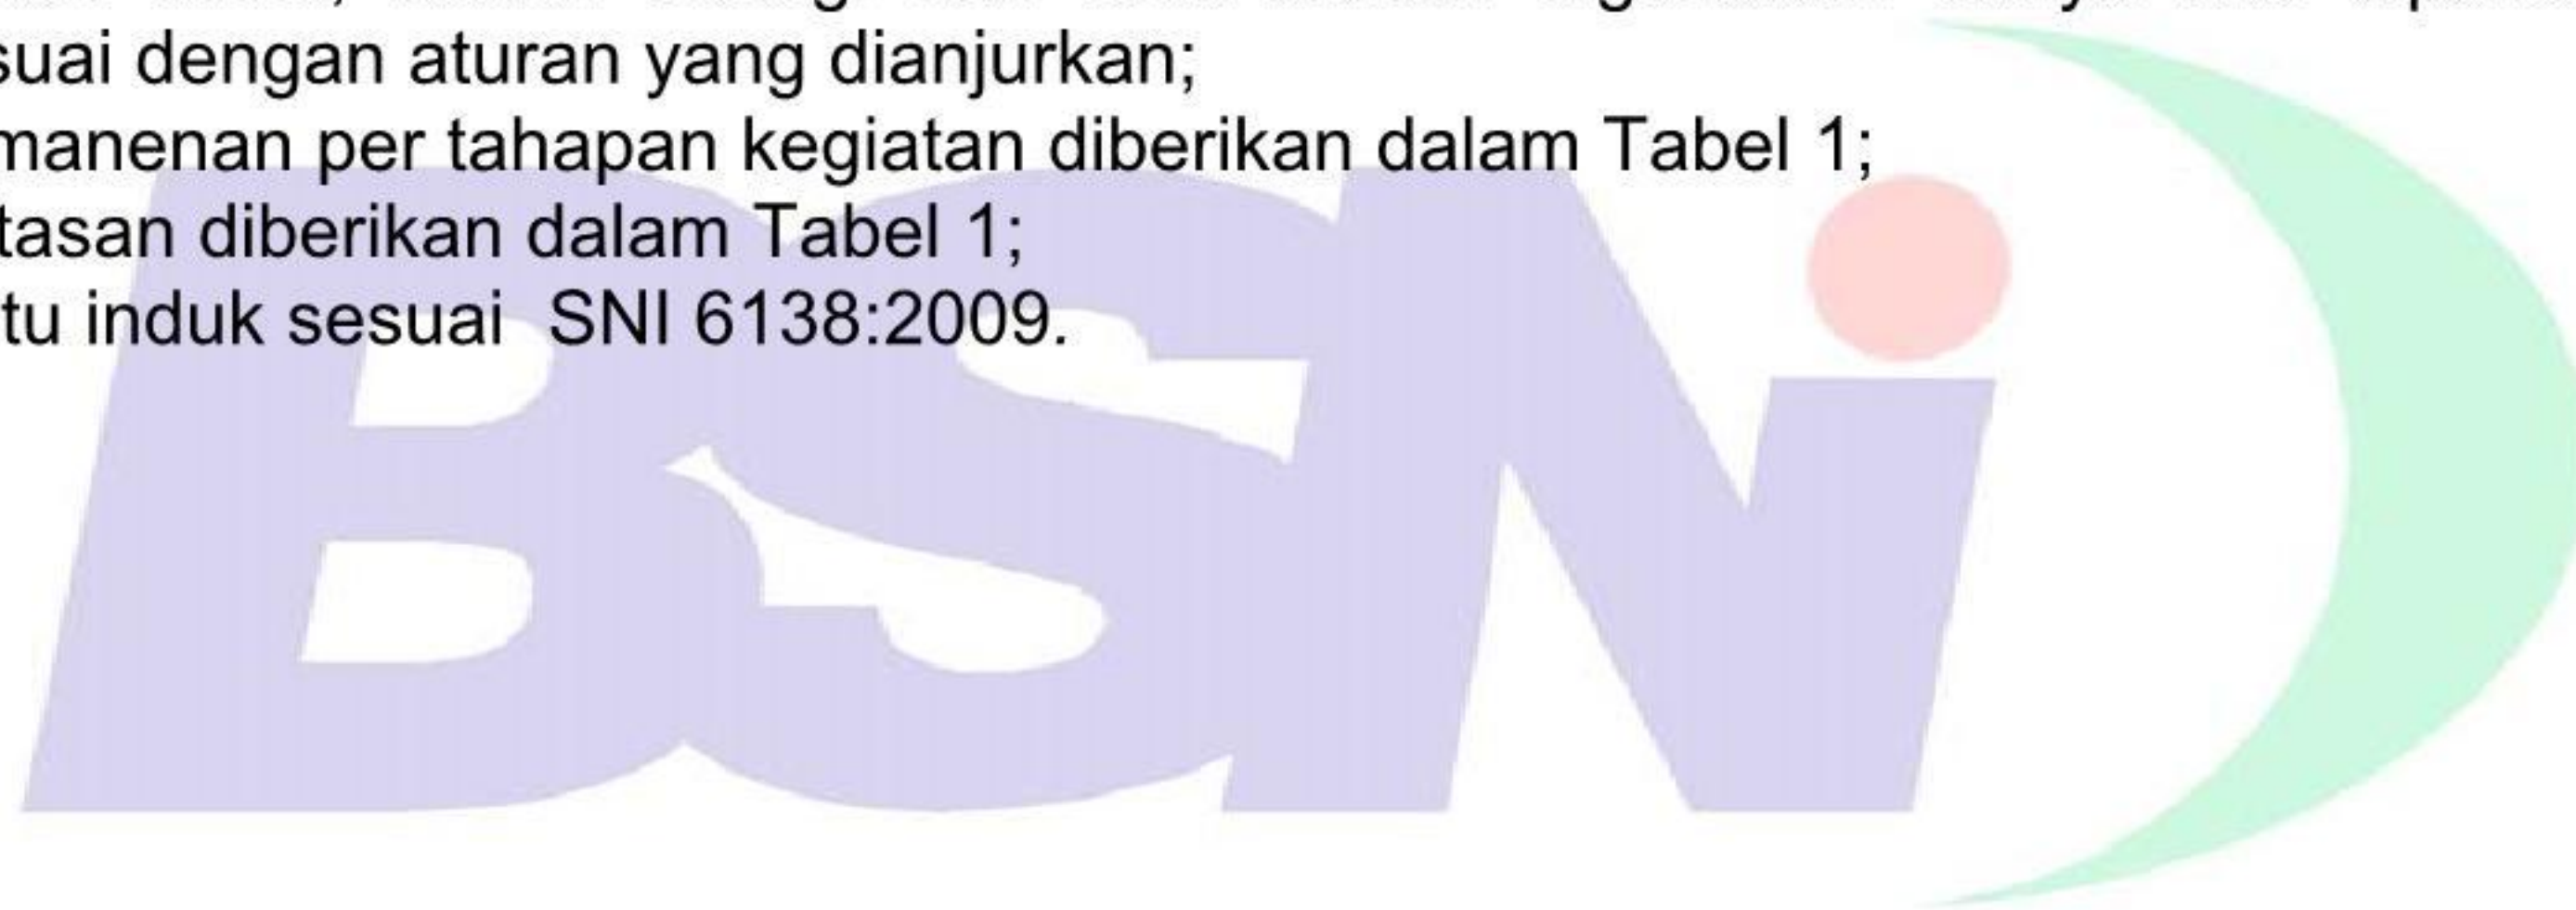 suai dengan aturan yang dianjurkan;
manenan per tahapan kegiatan diberikan dalam Tabel 1;
tasan diberikan dalam Tabel 1;
tu induk sesuai  SNI 6138:2009.
BSNi